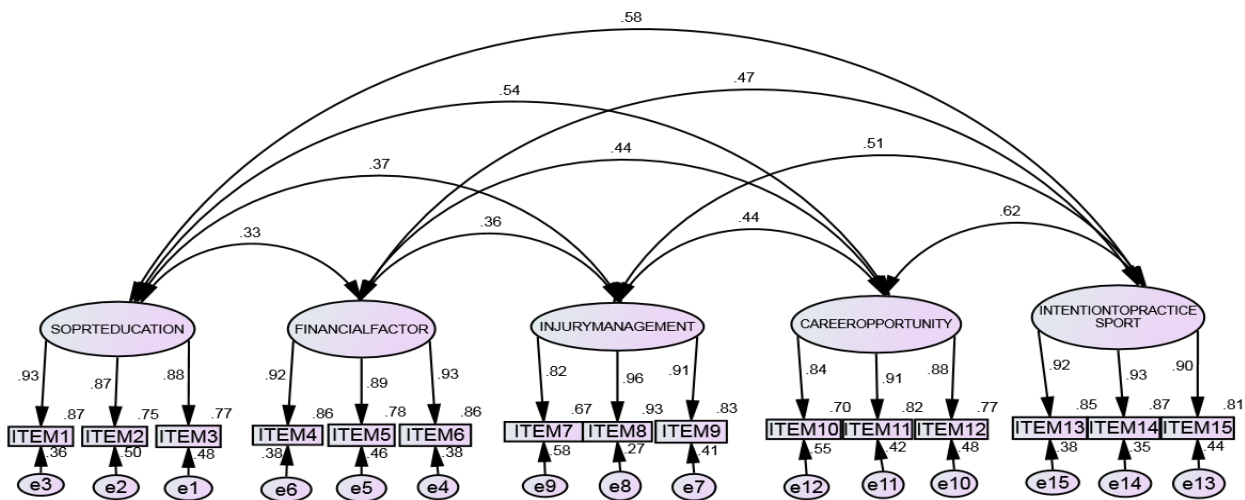 .58
.47
.54
.51
.37
.44
.62
.33
.36
.44
SOPRTEDUCATION
FINANCIALFACTOR
INJURYMANAGEMENT
CAREEROPPORTUNITY
INTENTIONTOPRACTICE
SPORT
.93 .87 .88 .92 .89 .93 .82 .96 .91 .84 .91 .88 .92 .93 .90
.87 .75 .77 .86 .78 .86 .67 .93 .83 .70 .82 .77 .85 .87 .81
ITEM1 ITEM2 ITEM3 ITEM4 ITEM5 ITEM6 ITEM7 ITEM8 ITEM9 ITEM10 ITEM11 ITEM12 ITEM13 ITEM14 ITEM15
.36 .50 .48 .38 .46 .38 .58 .27 .41 .55 .42 .48 .38 .35 .44
e3 e2 e1 e6 e5 e4 e9 e8 e7 e12 e11 e10 e15 e14 e13